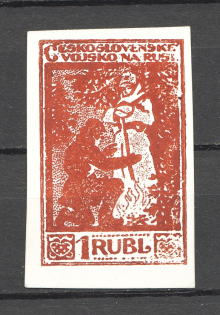 ČESKOSLOVENSKÉ
VOJSKO NA RUSI
1 RUBL